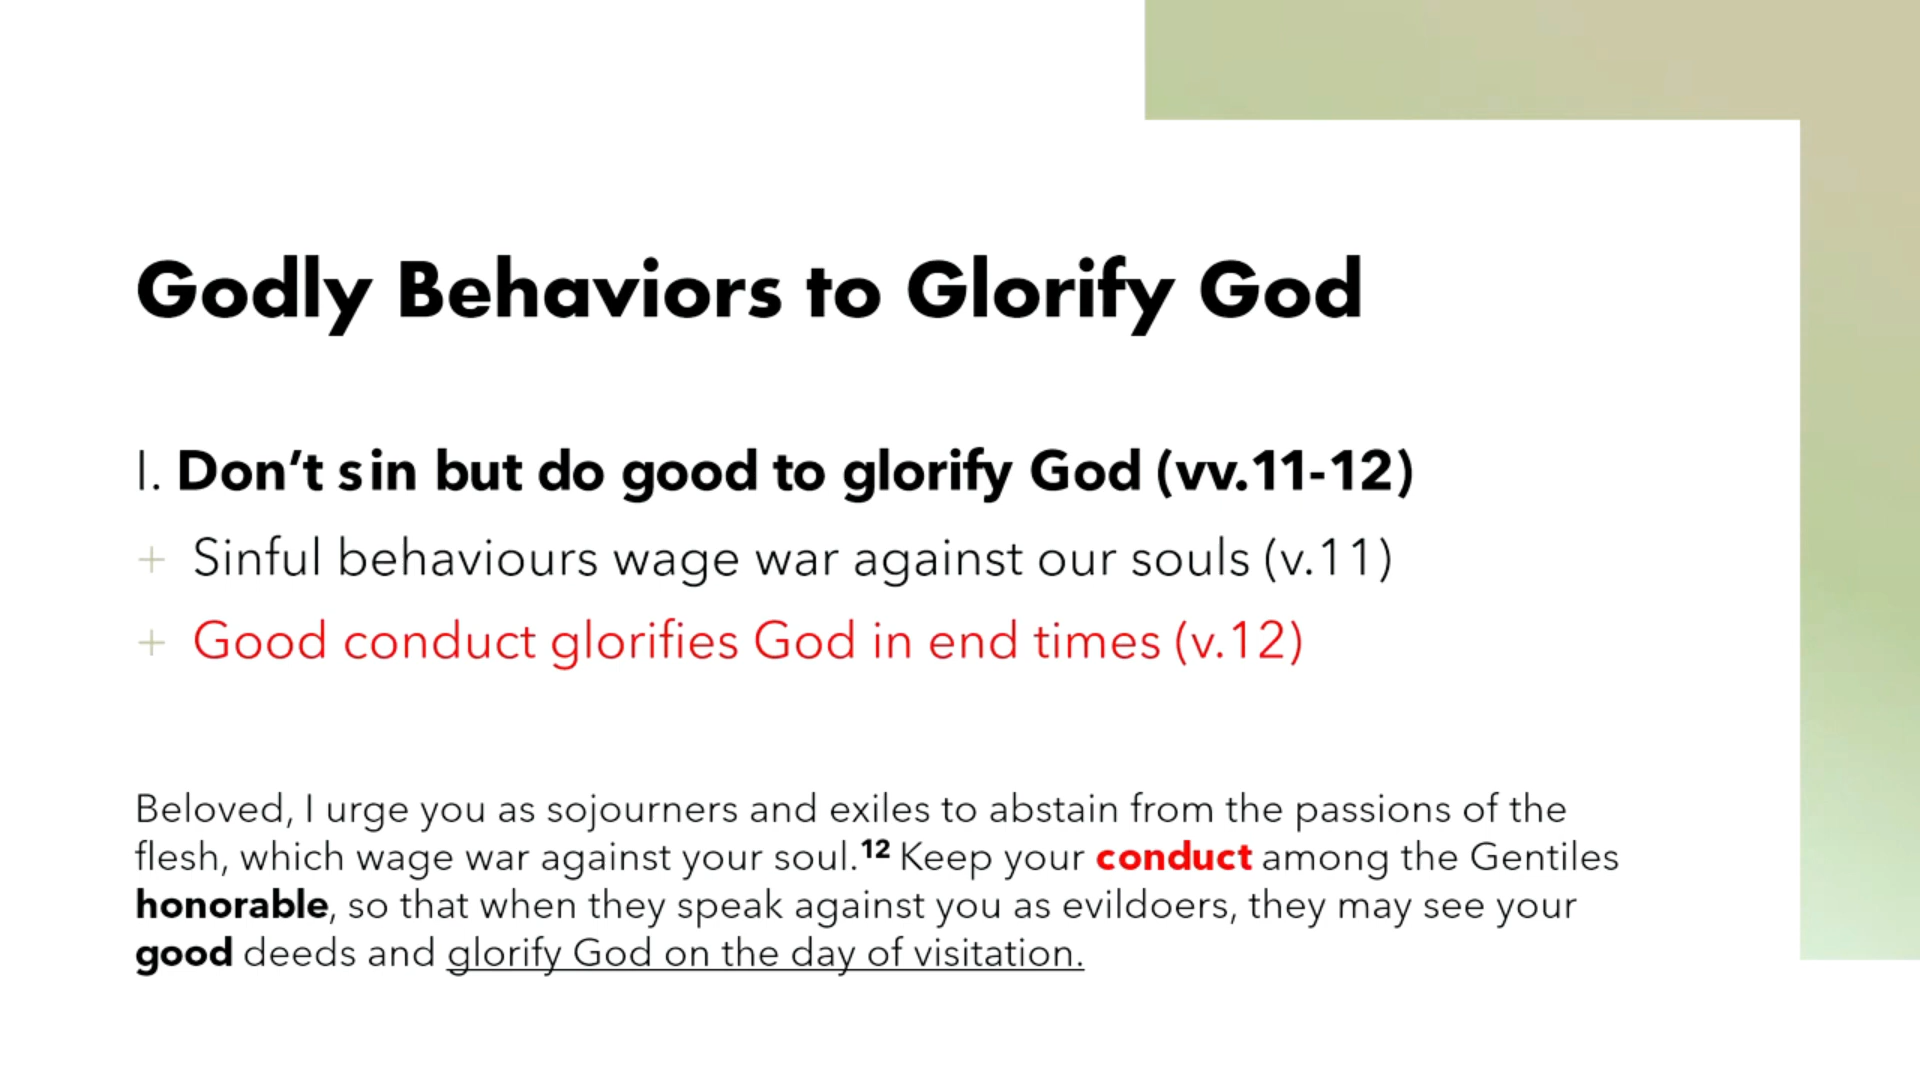 Godly Behaviors to Glorify God
I. Don’t sin but do good to glorify God (vv.11-12)
+ Sinful behaviours wage war against our souls (v.11)
+ Good conduct glorifies God in end times (v.12)
Beloved, I urge you as sojourners and exiles to abstain from the passions of the
flesh, which wage war against your soul.12 Keep your conduct among the Gentiles
honorable, so that when they speak against you as evildoers, they may see your
good deeds and glorify God on the day of visitation.